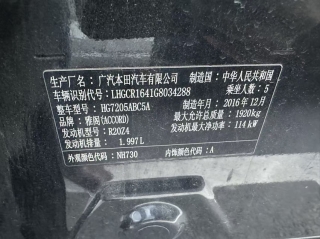 生产厂名：广汽本田汽车有限公司 制造国：中华人民共和国
车辆识别代号：LHGCR1641G8034288 乘坐人数：5
整车型号：HG7205ABC5A 制造年月：2016年12月
品牌：雅阁(ACCORD) 最大允许总质量：1920kg
发动机型号：R20Z4 发动机最大净功率：114kW
发动机排量：1.997L
外观颜色代码：NH730 内饰颜色代码：A